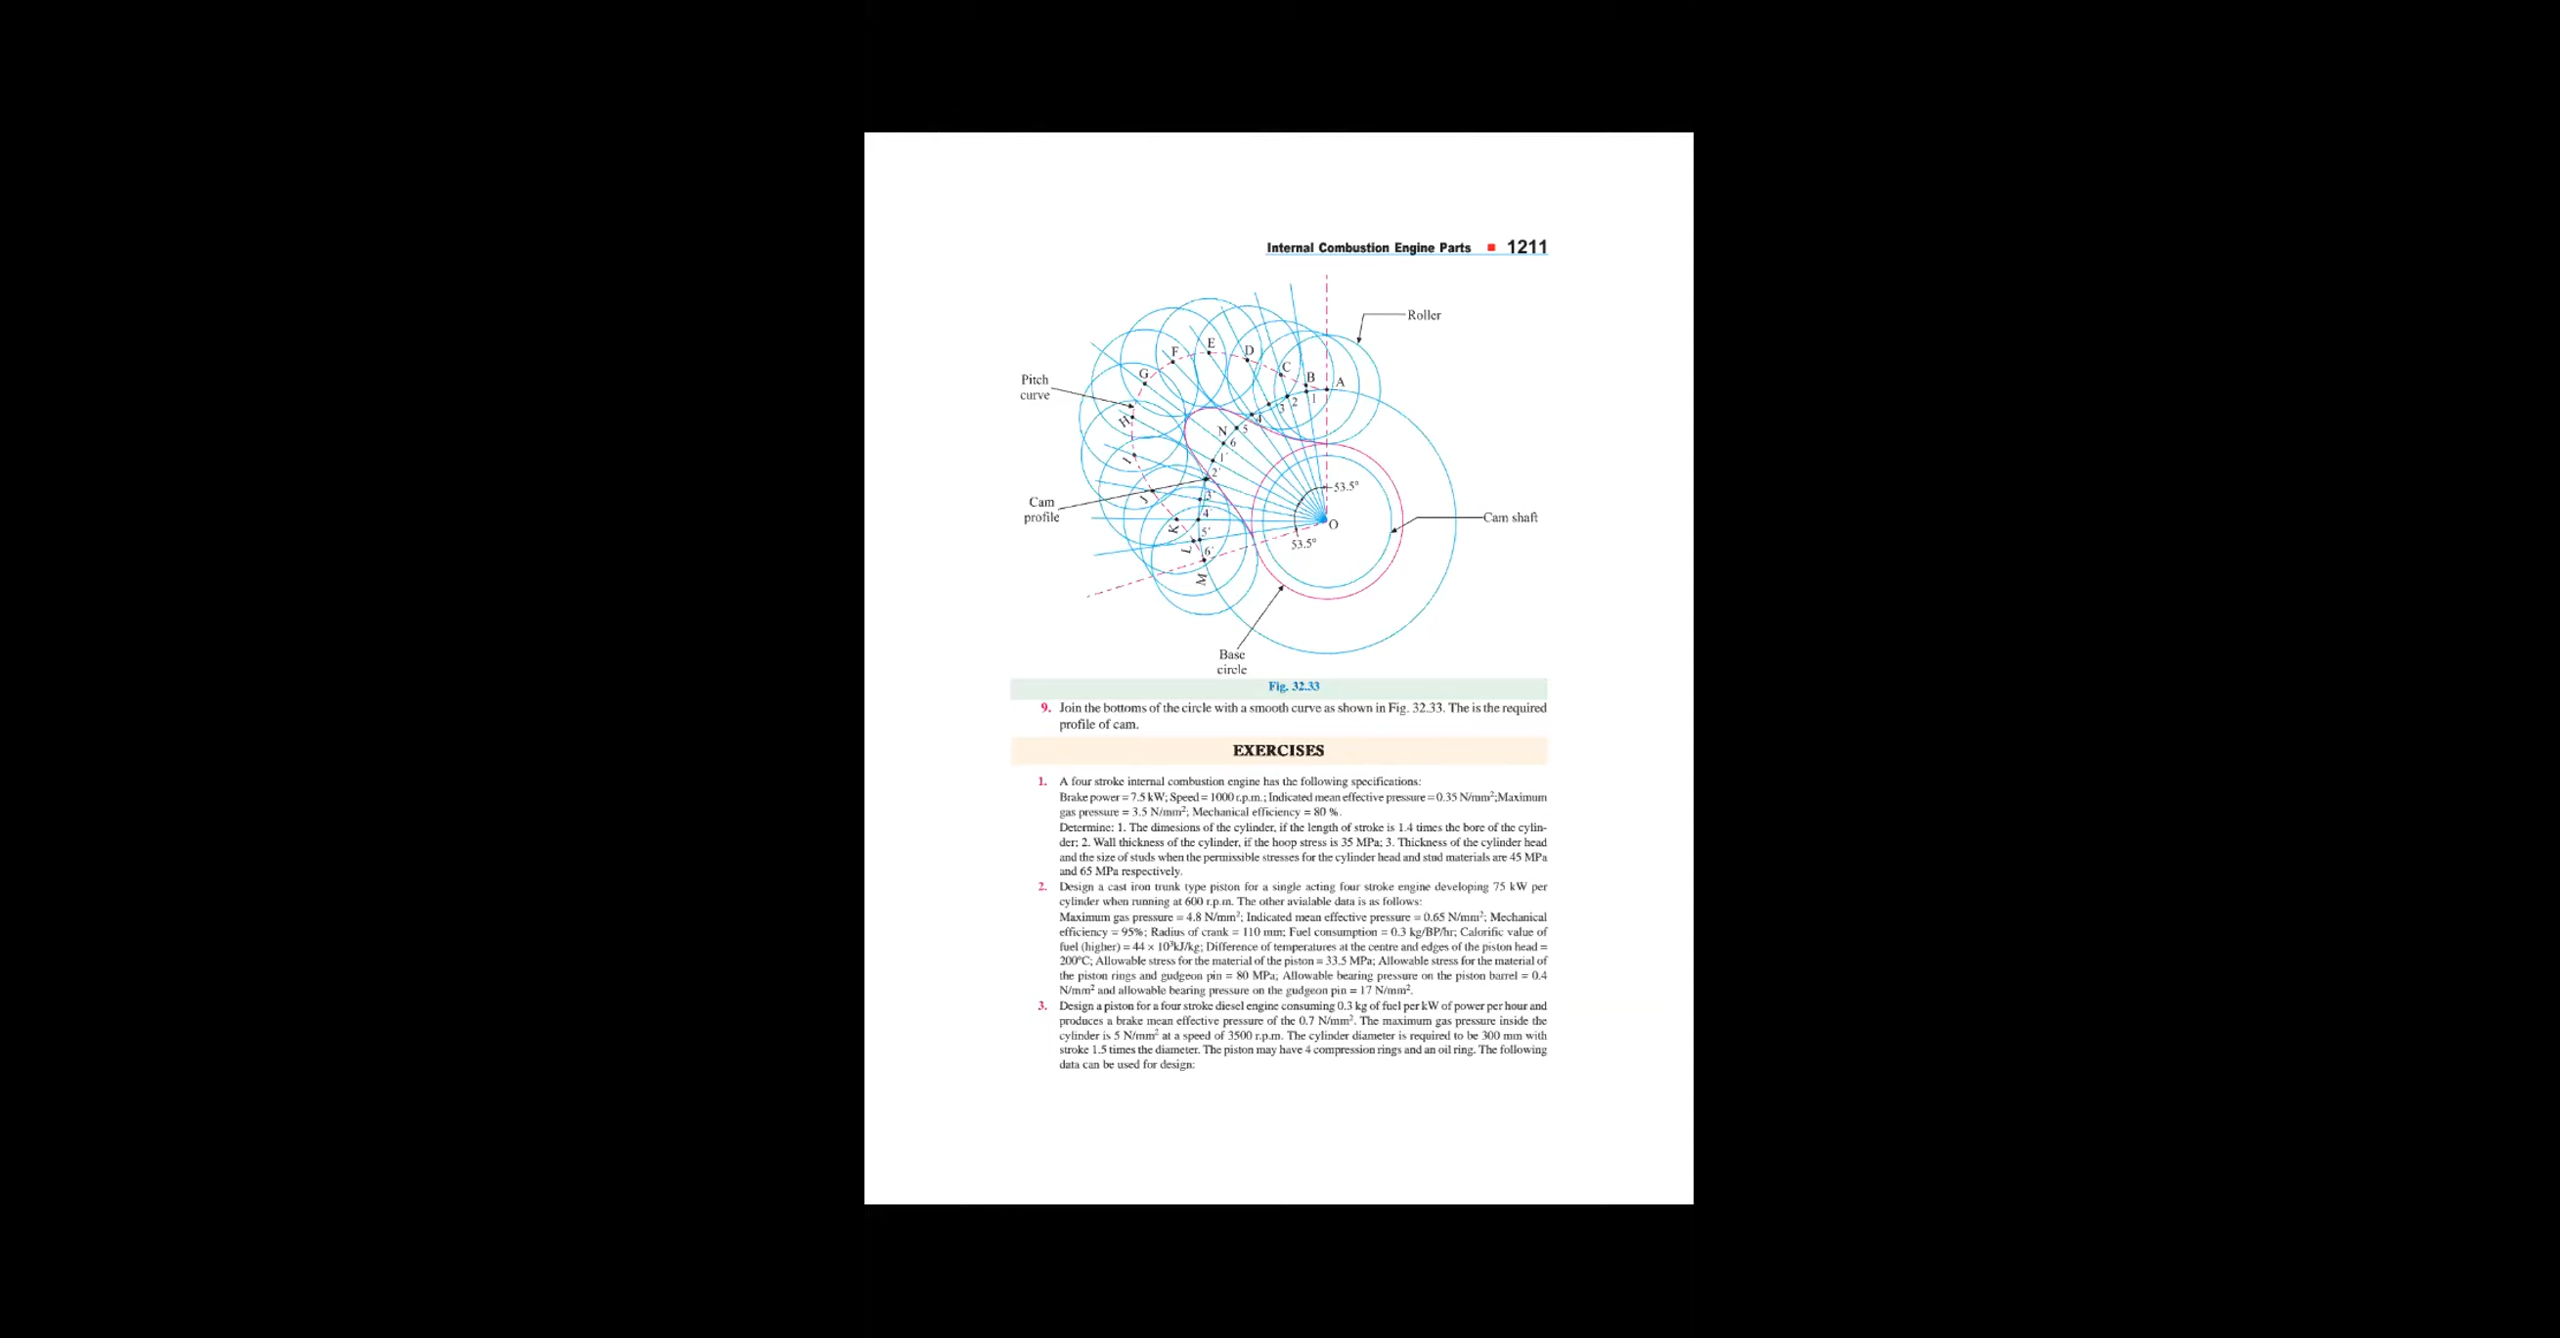 Internal Combustion Engine Parts ■ 1211
Roller
E
F
D
C
G
B
A
Pitch
curve
1
2
3
H
4
N
5
6
1'
I
2'
53.5°
3'
J
Cam
profile
4'
Cam shaft
O
K
5'
53.5°
L
6'
M
Base
circle
Fig. 32.33
9. Join the bottoms of the circle with a smooth curve as shown in Fig. 32.33. The is the required
profile of cam.
EXERCISES
1. A four stroke internal combustion engine has the following specifications:
Brake power = 7.5 kW; Speed = 1000 r.p.m.; Indicated mean effective pressure = 0.35 N/mm²;Maximum
gas pressure = 3.5 N/mm²; Mechanical efficiency = 80 %.
Determine: 1. The dimesions of the cylinder, if the length of stroke is 1.4 times the bore of the cylin-
der; 2. Wall thickness of the cylinder, if the hoop stress is 35 MPa; 3. Thickness of the cylinder head
and the size of studs when the permissible stresses for the cylinder head and stud materials are 45 MPa
and 65 MPa respectively.
2. Design a cast iron trunk type piston for a single acting four stroke engine developing 75 kW per
cylinder when running at 600 r.p.m. The other avialable data is as follows:
Maximum gas pressure = 4.8 N/mm²; Indicated mean effective pressure = 0.65 N/mm²; Mechanical
efficiency = 95%; Radius of crank = 110 mm; Fuel consumption = 0.3 kg/BP/hr; Calorific value of
fuel (higher) = 44 × 10³kJ/kg; Difference of temperatures at the centre and edges of the piston head =
200°C; Allowable stress for the material of the piston = 33.5 MPa; Allowable stress for the material of
the piston rings and gudgeon pin = 80 MPa; Allowable bearing pressure on the piston barrel = 0.4
N/mm² and allowable bearing pressure on the gudgeon pin = 17 N/mm².
3. Design a piston for a four stroke diesel engine consuming 0.3 kg of fuel per kW of power per hour and
produces a brake mean effective pressure of the 0.7 N/mm². The maximum gas pressure inside the
cylinder is 5 N/mm² at a speed of 3500 r.p.m. The cylinder diameter is required to be 300 mm with
stroke 1.5 times the diameter. The piston may have 4 compression rings and an oil ring. The following
data can be used for design: